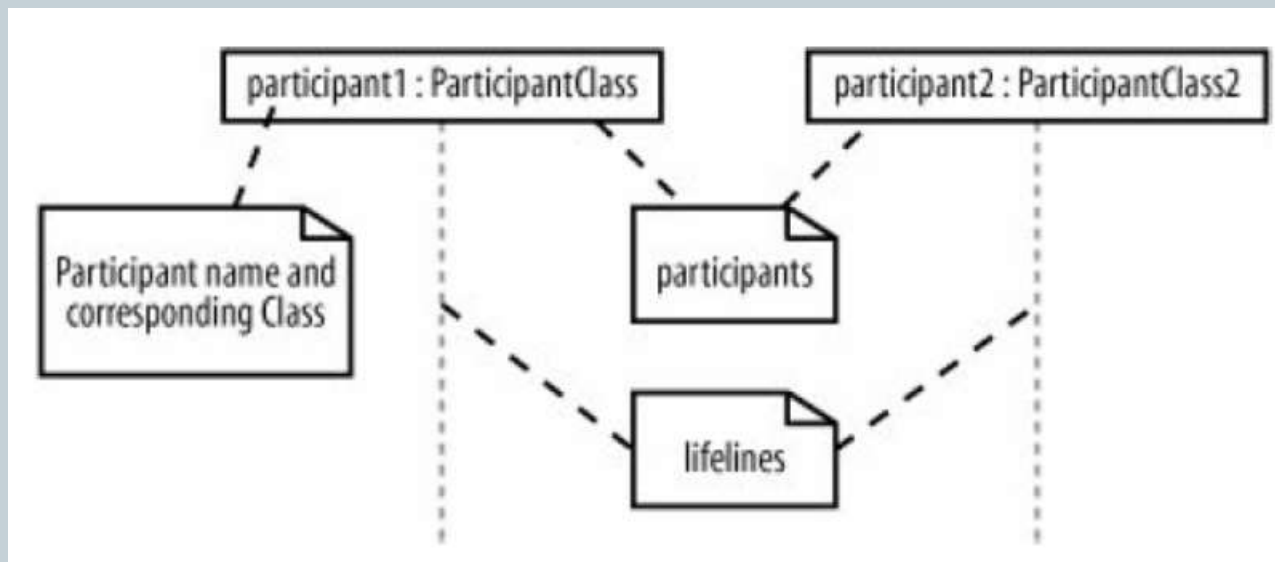 participant1 : ParticipantClass
participant2 : ParticipantClass2
Participant name and
corresponding Class
participants
lifelines